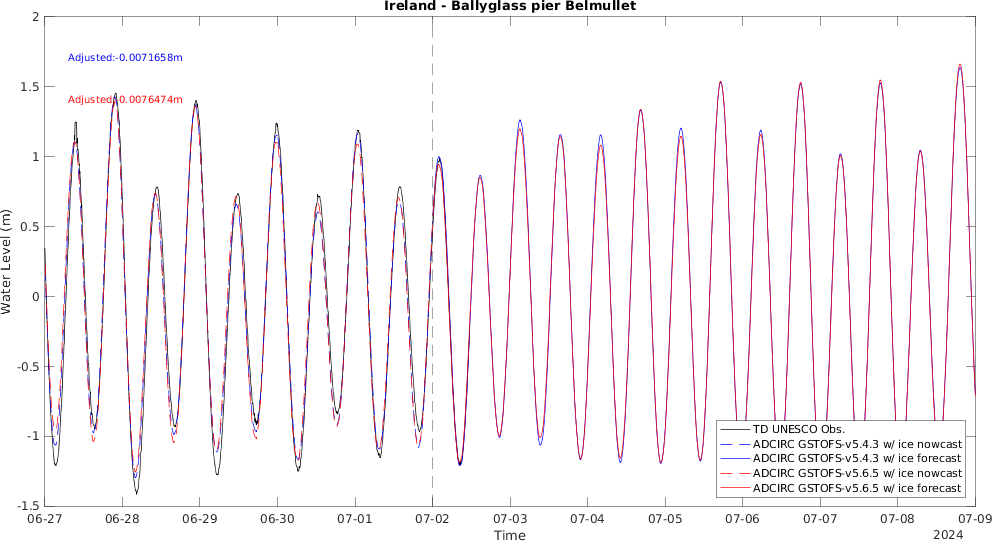 Ireland - Ballyglass pier Belmullet
Adjusted:-0.0071658m
Adjusted:-0.0076474m
Water Level (m)
2
1.5
1
0.5
0
-0.5
-1
-1.5
06-27
06-28
06-29
06-30
07-01
07-02
07-03
07-04
07-05
07-06
07-07
07-08
07-09
Time
2024
TD UNESCO Obs.
ADCIRC GSTOFS-v5.4.3 w/ ice nowcast
ADCIRC GSTOFS-v5.4.3 w/ ice forecast
ADCIRC GSTOFS-v5.6.5 w/ ice nowcast
ADCIRC GSTOFS-v5.6.5 w/ ice forecast